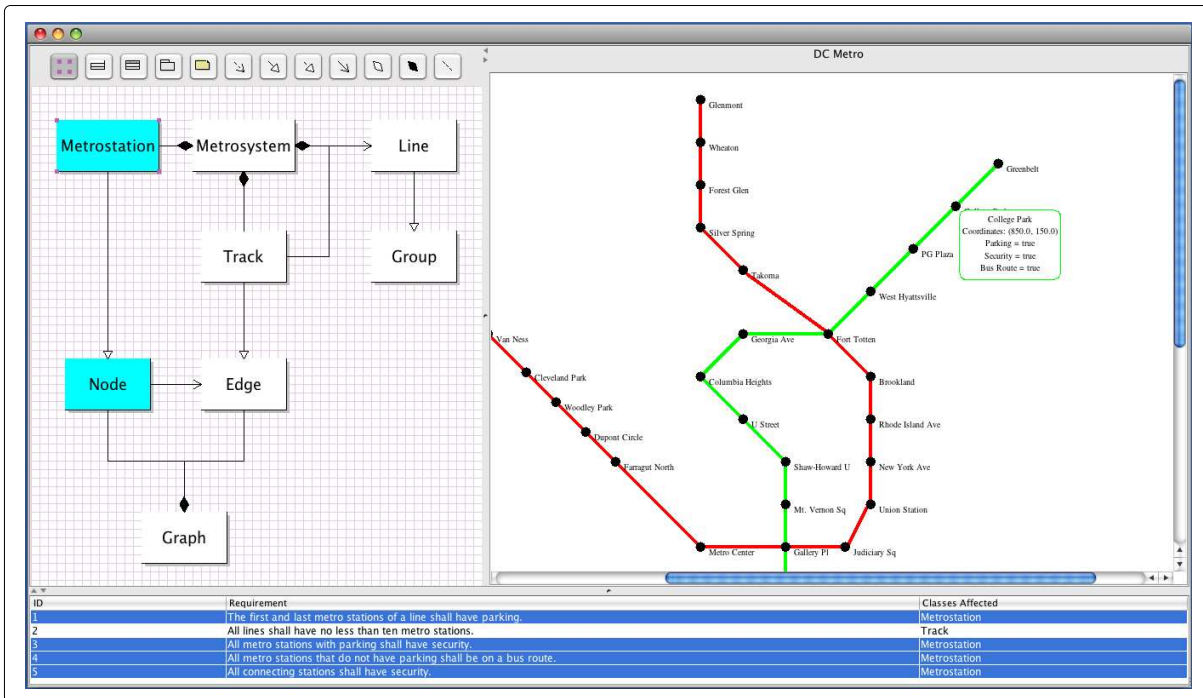 DC Metro
Metrostation
Metrosystem
Line
Track
Group
Node
Edge
Graph
Glenmont
Wheaton
Forest Glen
Silver Spring
Takoma
Greenbelt
College Park
Coordinates: (850.0, 150.0)
Parking = true
Security = true
Bus Route = true
PG Plaza
West Hyattsville
Van Ness
Georgia Ave
Fort Totten
Cleveland Park
Columbia Heights
Brookland
Woodley Park
U Street
Rhode Island Ave
Dupont Circle
Farragut North
Shaw-Howard U
New York Ave
Mt. Vernon Sq
Union Station
Metro Center
Gallery Pl
Judiciary Sq
ID Requirement Classes Affected
1 The first and last metro stations of a line shall have parking. Metrostation
2 All lines shall have no less than ten metro stations. Track
3 All metro stations with parking shall have security. Metrostation
4 All metro stations that do not have parking shall be on a bus route. Metrostation
5 All connecting stations shall have security. Metrostation